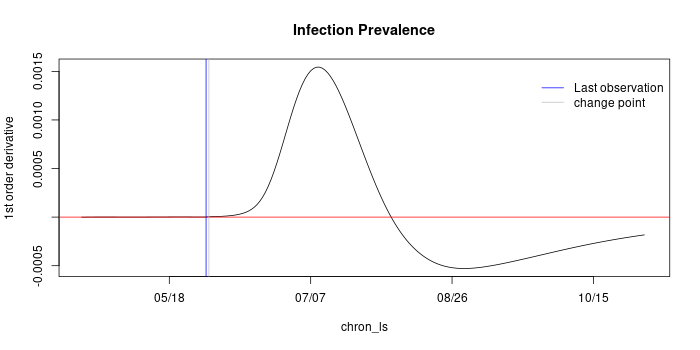 Infection Prevalence
1st order derivative
0.0015
0.0010
0.0005
-0.0005
Last observation
change point
05/18
07/07
08/26
10/15
chron_ls